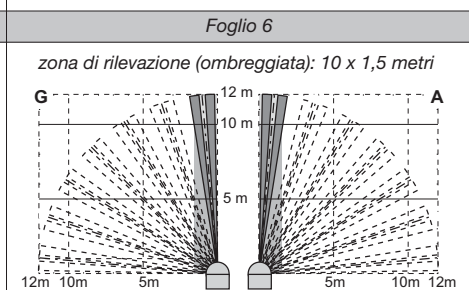 Foglio 6
zona di rilevazione (ombreggiata): 10 x 1,5 metri
G 12 m A
10 m
5 m
12m 10m 5m 5m 10m 12m